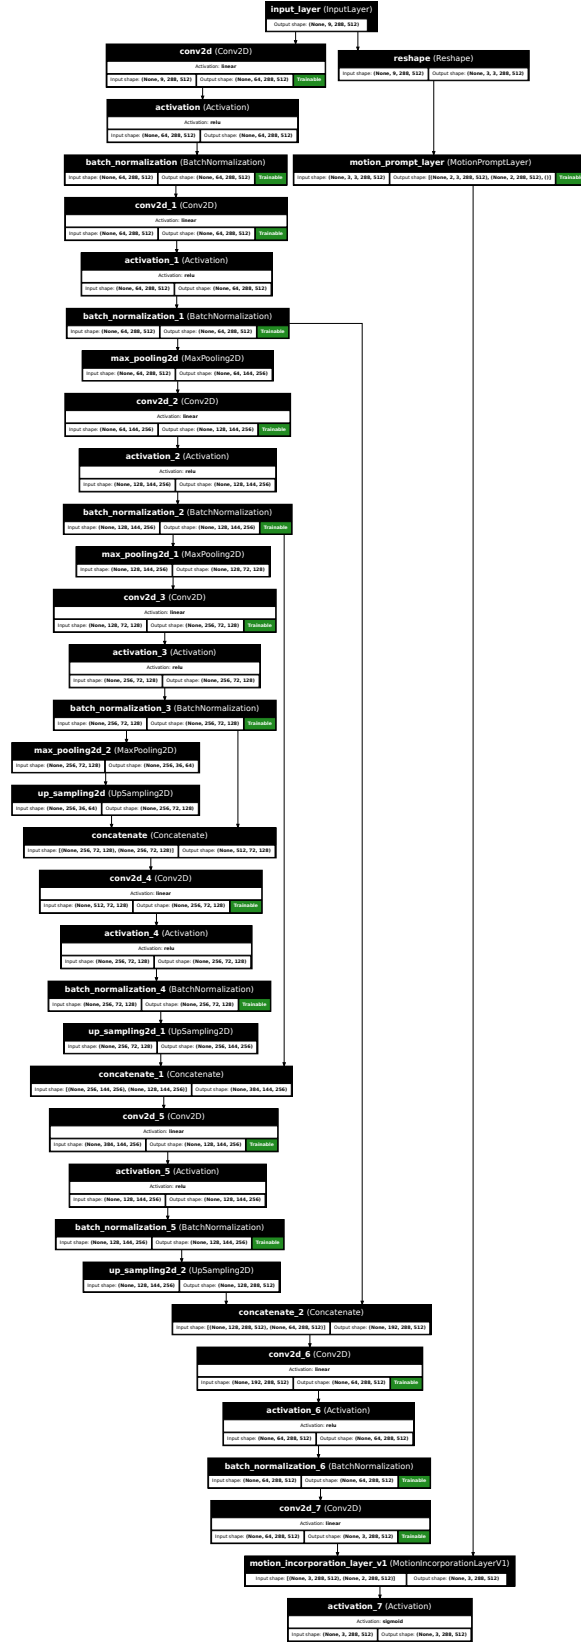 input_layer (InputLayer)
Output shape: (None, 9, 288, 512)
conv2d (Conv2D)
Activation: linear
Input shape: (None, 9, 288, 512) Output shape: (None, 64, 288, 512) Trainable
reshape (Reshape)
Input shape: (None, 9, 288, 512) Output shape: (None, 3, 3, 288, 512)
activation (Activation)
Activation: relu
Input shape: (None, 64, 288, 512) Output shape: (None, 64, 288, 512)
batch_normalization (BatchNormalization)
Input shape: (None, 64, 288, 512) Output shape: (None, 64, 288, 512) Trainable
motion_prompt_layer (MotionPromptLayer)
Input shape: (None, 3, 3, 288, 512) Output shape: [(None, 2, 3, 288, 512), (None, 2, 288, 512), ()]
conv2d_1 (Conv2D)
Activation: linear
Input shape: (None, 64, 288, 512) Output shape: (None, 64, 288, 512) Trainable
activation_1 (Activation)
Activation: relu
Input shape: (None, 64, 288, 512) Output shape: (None, 64, 288, 512)
batch_normalization_1 (BatchNormalization)
Input shape: (None, 64, 288, 512) Output shape: (None, 64, 288, 512) Trainable
max_pooling2d (MaxPooling2D)
Input shape: (None, 64, 288, 512) Output shape: (None, 64, 144, 256)
conv2d_2 (Conv2D)
Activation: linear
Input shape: (None, 64, 144, 256) Output shape: (None, 128, 144, 256) Trainable
activation_2 (Activation)
Activation: relu
Input shape: (None, 128, 144, 256) Output shape: (None, 128, 144, 256)
batch_normalization_2 (BatchNormalization)
Input shape: (None, 128, 144, 256) Output shape: (None, 128, 144, 256) Trainable
max_pooling2d_1 (MaxPooling2D)
Input shape: (None, 128, 144, 256) Output shape: (None, 128, 72, 128)
conv2d_3 (Conv2D)
Activation: linear
Input shape: (None, 128, 72, 128) Output shape: (None, 256, 72, 128) Trainable
activation_3 (Activation)
Activation: relu
Input shape: (None, 256, 72, 128) Output shape: (None, 256, 72, 128)
batch_normalization_3 (BatchNormalization)
Input shape: (None, 256, 72, 128) Output shape: (None, 256, 72, 128) Trainable
max_pooling2d_2 (MaxPooling2D)
Input shape: (None, 256, 72, 128) Output shape: (None, 256, 36, 64)
up_sampling2d (UpSampling2D)
Input shape: (None, 256, 36, 64) Output shape: (None, 256, 72, 128)
concatenate (Concatenate)
Input shape: [(None, 256, 72, 128), (None, 256, 72, 128)] Output shape: (None, 512, 72, 128)
conv2d_4 (Conv2D)
Activation: linear
Input shape: (None, 512, 72, 128) Output shape: (None, 256, 72, 128) Trainable
activation_4 (Activation)
Activation: relu
Input shape: (None, 256, 72, 128) Output shape: (None, 256, 72, 128)
batch_normalization_4 (BatchNormalization)
Input shape: (None, 256, 72, 128) Output shape: (None, 256, 72, 128) Trainable
up_sampling2d_1 (UpSampling2D)
Input shape: (None, 256, 72, 128) Output shape: (None, 256, 144, 256)
concatenate_1 (Concatenate)
Input shape: [(None, 256, 144, 256), (None, 128, 144, 256)] Output shape: (None, 384, 144, 256)
conv2d_5 (Conv2D)
Activation: linear
Input shape: (None, 384, 144, 256) Output shape: (None, 128, 144, 256) Trainable
activation_5 (Activation)
Activation: relu
Input shape: (None, 128, 144, 256) Output shape: (None, 128, 144, 256)
batch_normalization_5 (BatchNormalization)
Input shape: (None, 128, 144, 256) Output shape: (None, 128, 144, 256) Trainable
up_sampling2d_2 (UpSampling2D)
Input shape: (None, 128, 144, 256) Output shape: (None, 128, 288, 512)
concatenate_2 (Concatenate)
Input shape: [(None, 128, 288, 512), (None, 64, 288, 512)] Output shape: (None, 192, 288, 512)
conv2d_6 (Conv2D)
Activation: linear
Input shape: (None, 192, 288, 512) Output shape: (None, 64, 288, 512) Trainable
activation_6 (Activation)
Activation: relu
Input shape: (None, 64, 288, 512) Output shape: (None, 64, 288, 512)
batch_normalization_6 (BatchNormalization)
Input shape: (None, 64, 288, 512) Output shape: (None, 64, 288, 512) Trainable
conv2d_7 (Conv2D)
Activation: linear
Input shape: (None, 64, 288, 512) Output shape: (None, 3, 288, 512) Trainable
motion_incorporation_layer_v1 (MotionIncorporationLayerV1)
Input shape: [(None, 3, 288, 512), (None, 2, 288, 512)] Output shape: (None, 3, 288, 512)
activation_7 (Activation)
Activation: sigmoid
Input shape: (None, 3, 288, 512) Output shape: (None, 3, 288, 512)